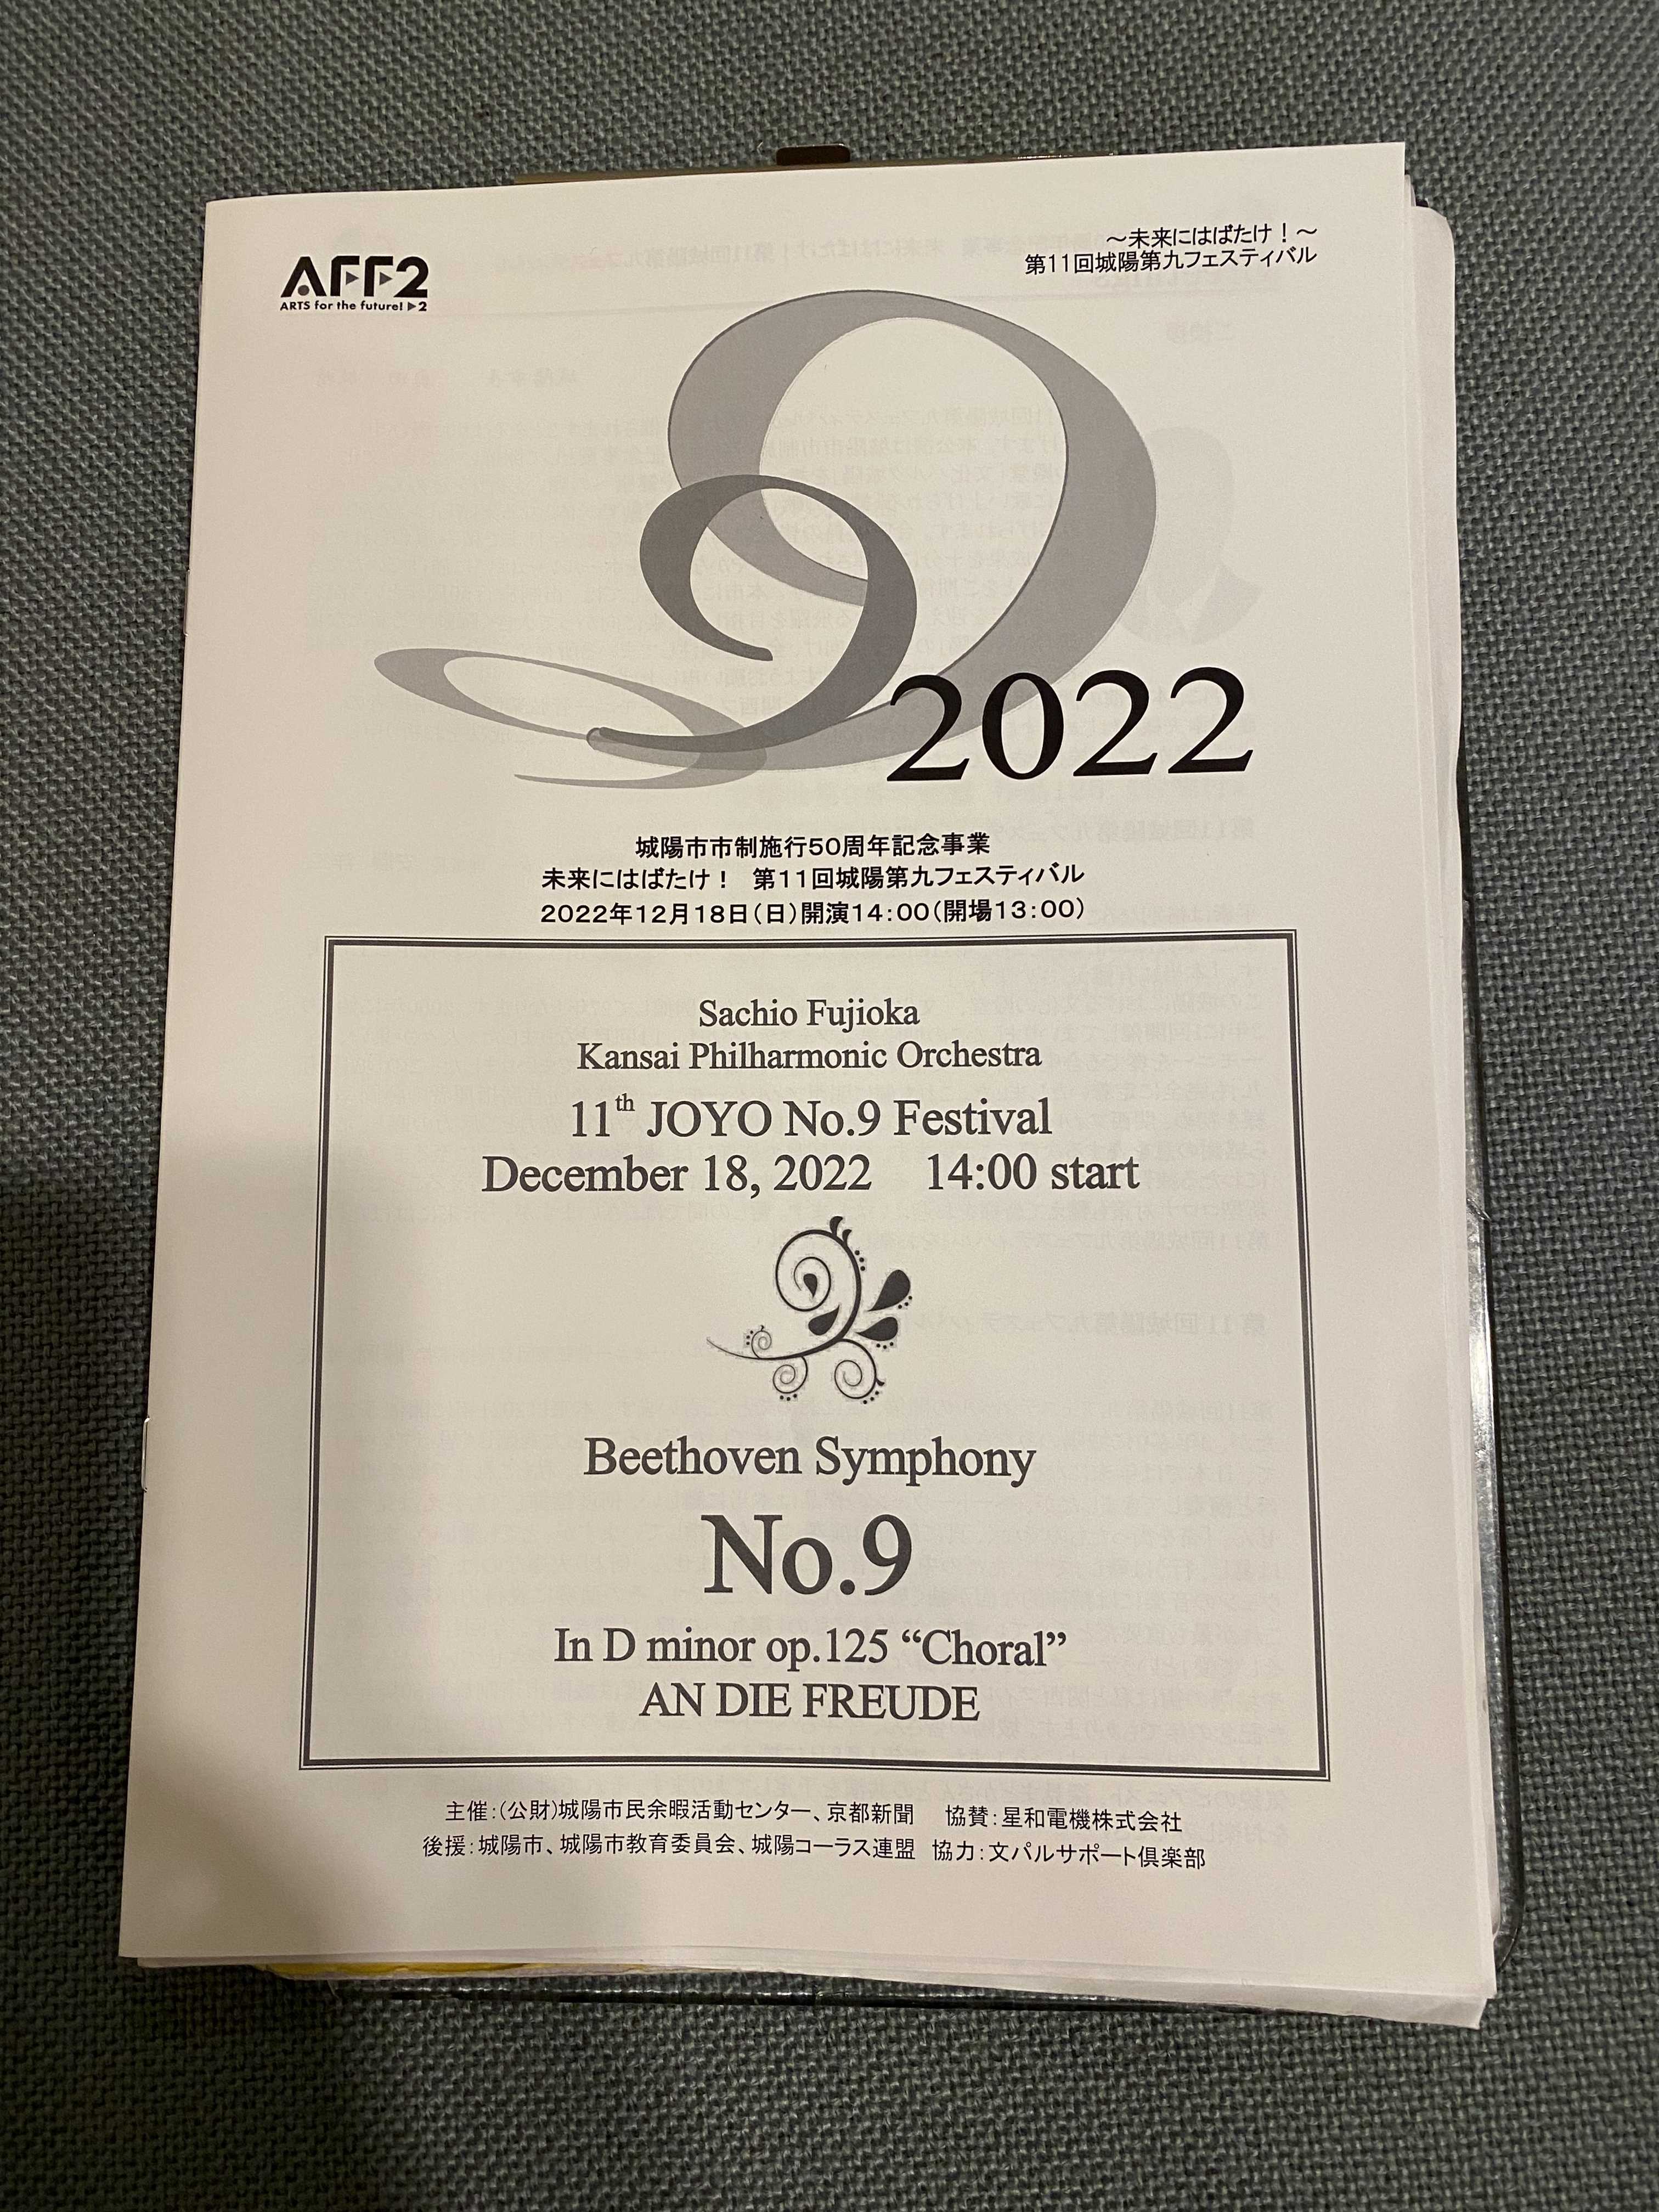 AFF2
ARTS for the future! ▶2
～未来にはばたけ！～
第11回城陽第九フェスティバル
2022
城陽市市制施行50周年記念事業
未来にはばたけ！ 第11回城陽第九フェスティバル
2022年12月18日(日)開演14:00(開場13:00)
Sachio Fujioka
Kansai Philharmonic Orchestra
11th JOYO No.9 Festival
December 18, 2022 14:00 start
Beethoven Symphony
No.9
In D minor op.125 “Choral”
AN DIE FREUDE
主催:(公財)城陽市民余暇活動センター、京都新聞 協賛:星和電機株式会社
後援:城陽市、城陽市教育委員会、城陽コーラス連盟 協力:文パルサポート倶楽部